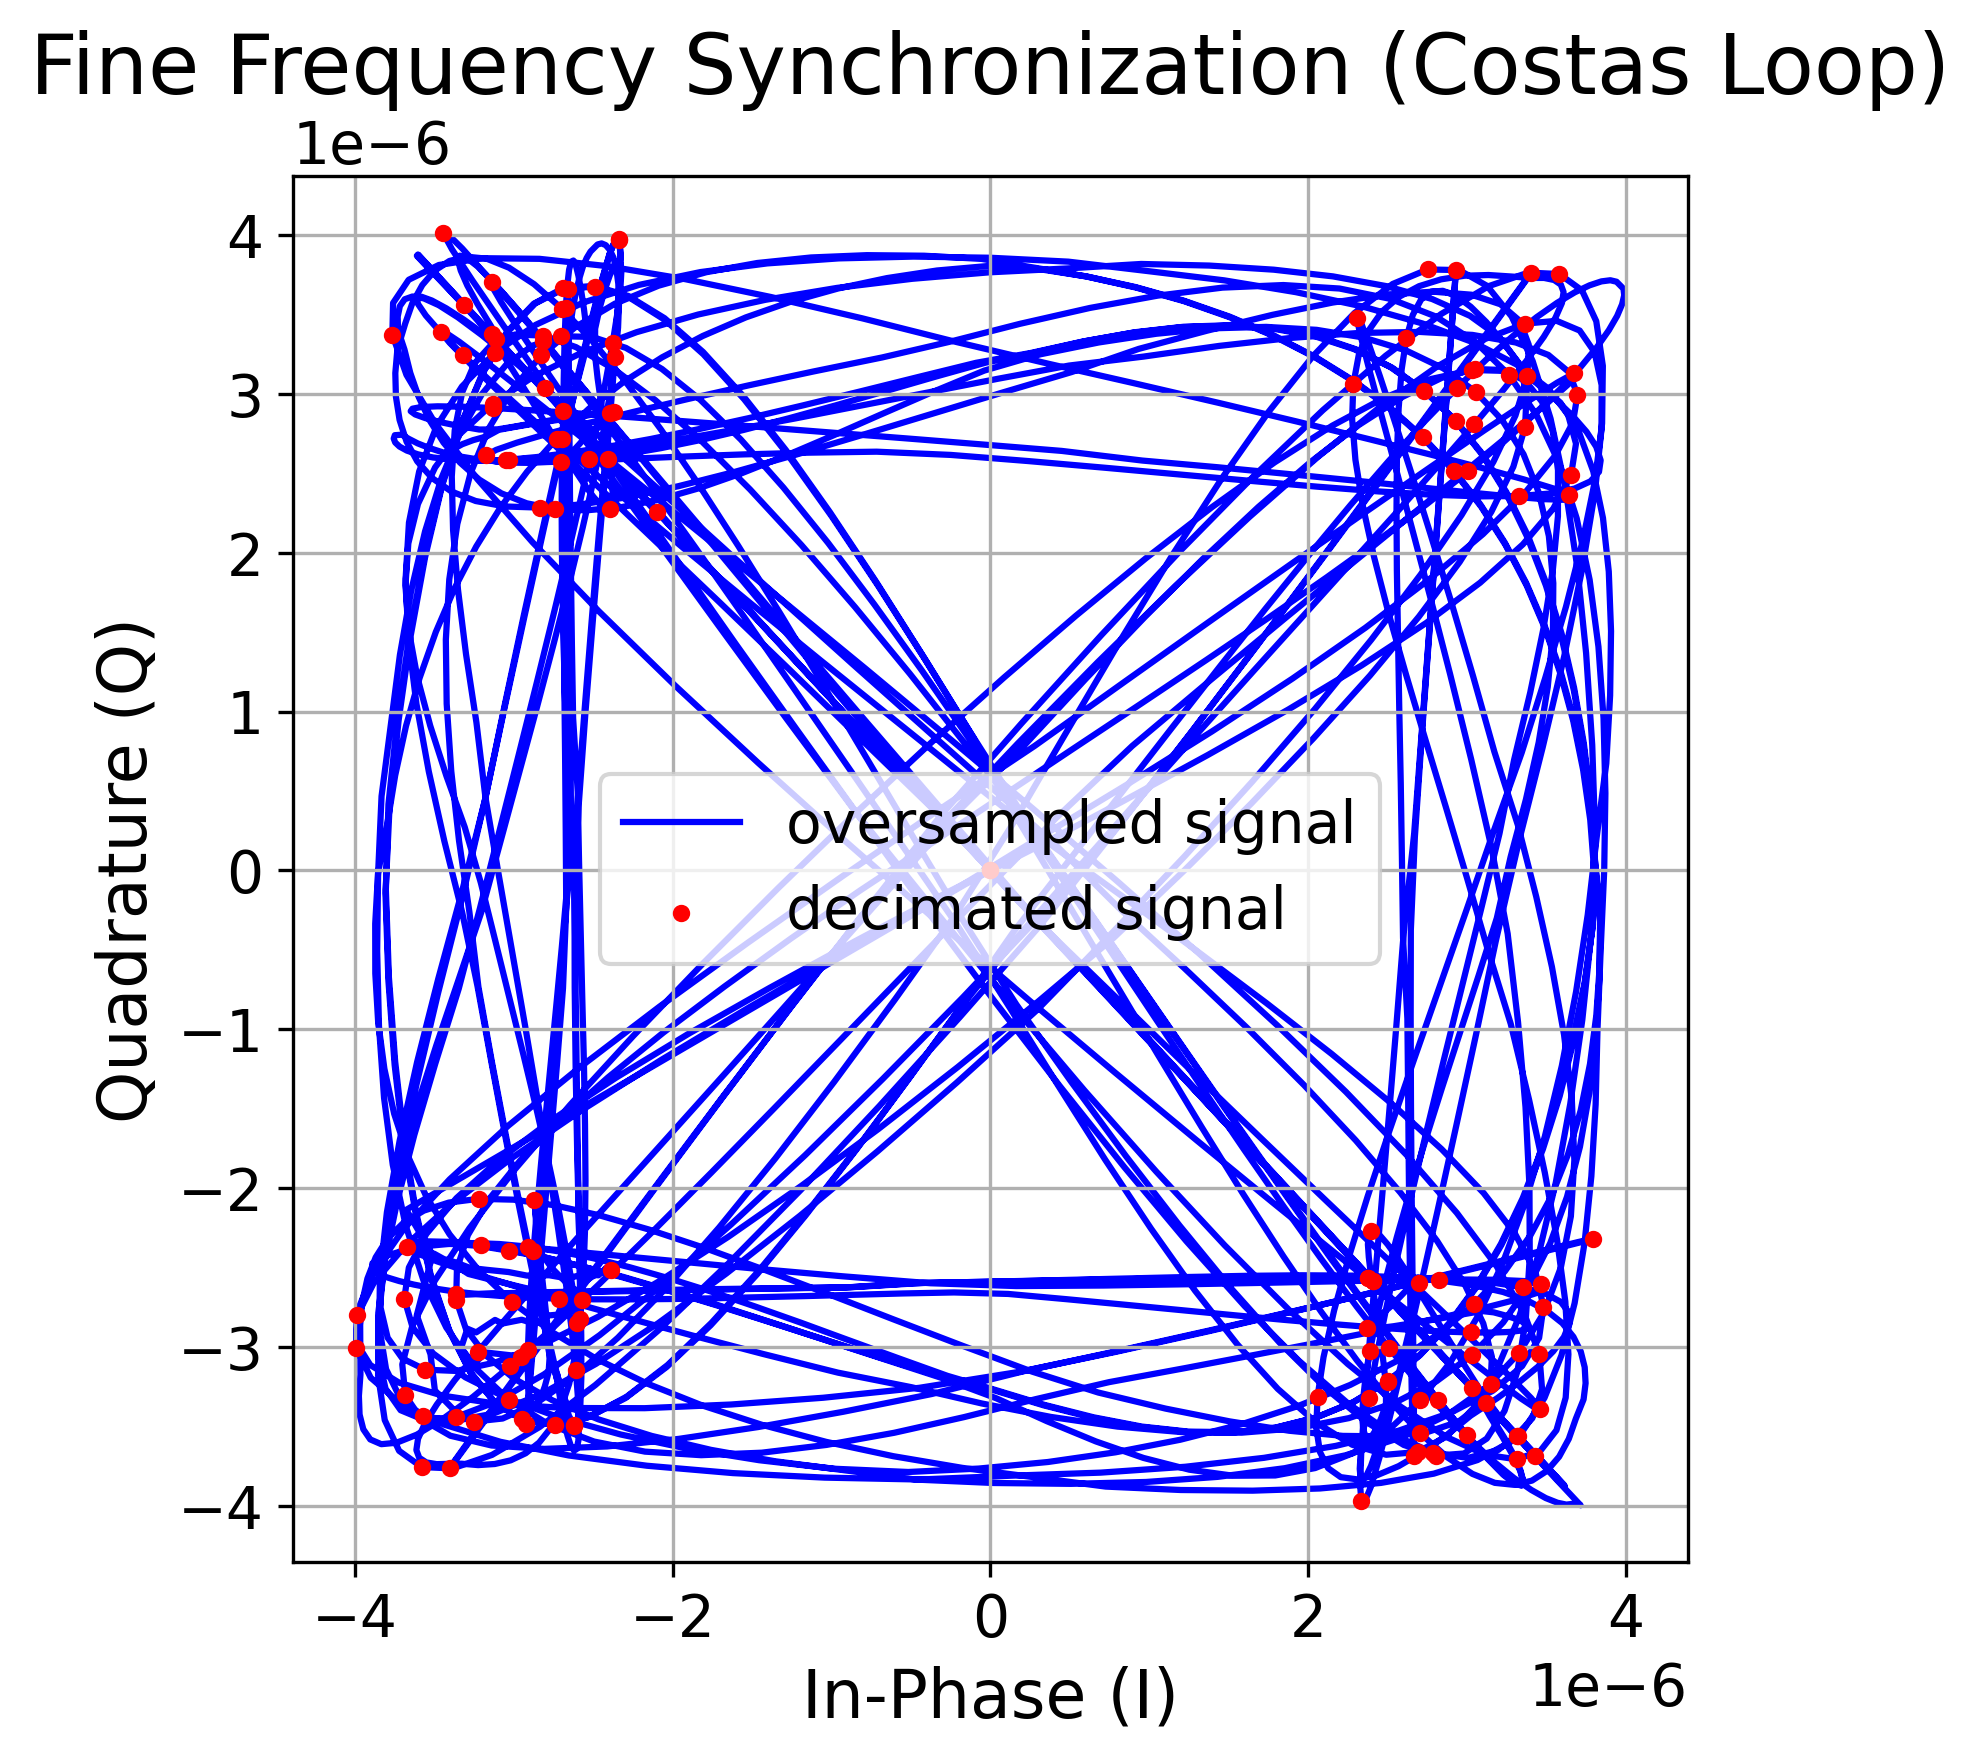 Fine Frequency Synchronization (Costas Loop)
1e−6
4
3
2
1
0
−1
−2
−3
−4
Quadrature (Q)
oversampled signal
decimated signal
−4 −2 0 2 4
1e−6
In-Phase (I)